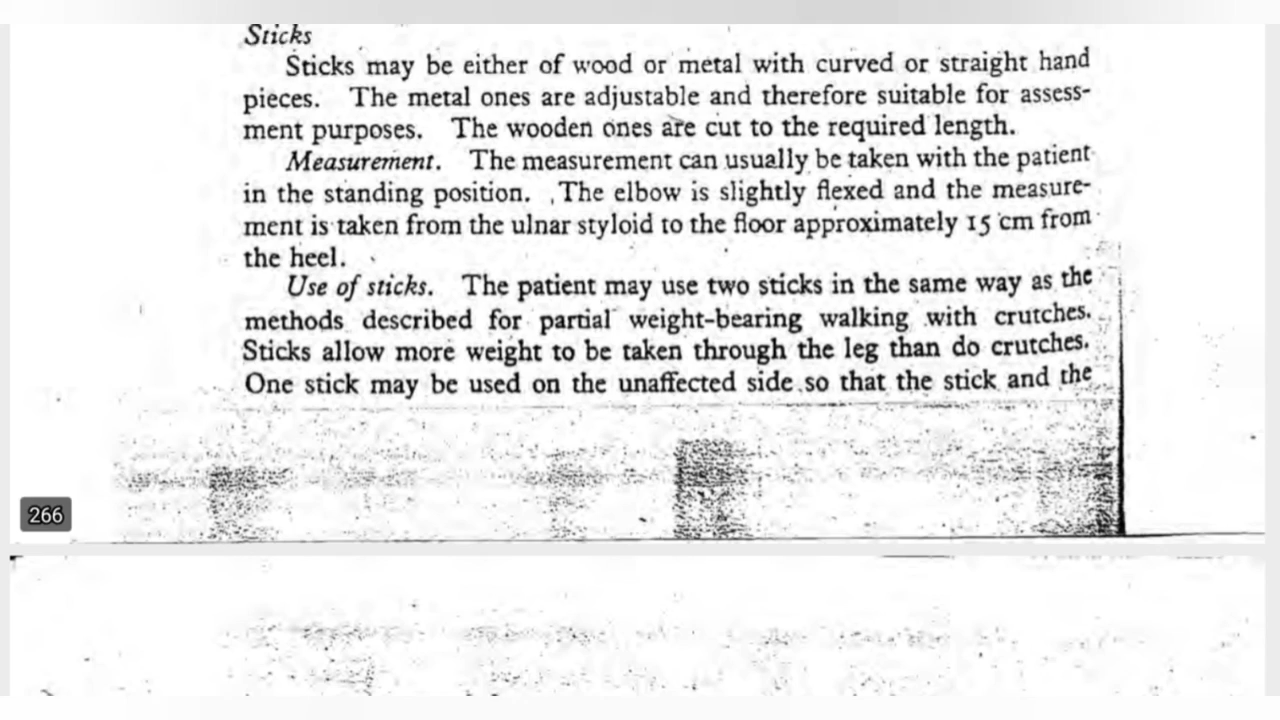 Sticks
Sticks may be either of wood or metal with curved or straight hand
pieces. The metal ones are adjustable and therefore suitable for assess-
ment purposes. The wooden ones are cut to the required length.
Measurement. The measurement can usually be taken with the patient
in the standing position. The elbow is slightly flexed and the measure-
ment is taken from the ulnar styloid to the floor approximately 15 cm from
the heel.
Use of sticks. The patient may use two sticks in the same way as the
methods described for partial weight-bearing walking with crutches.
Sticks allow more weight to be taken through the leg than do crutches.
One stick may be used on the unaffected side so that the stick and the
266